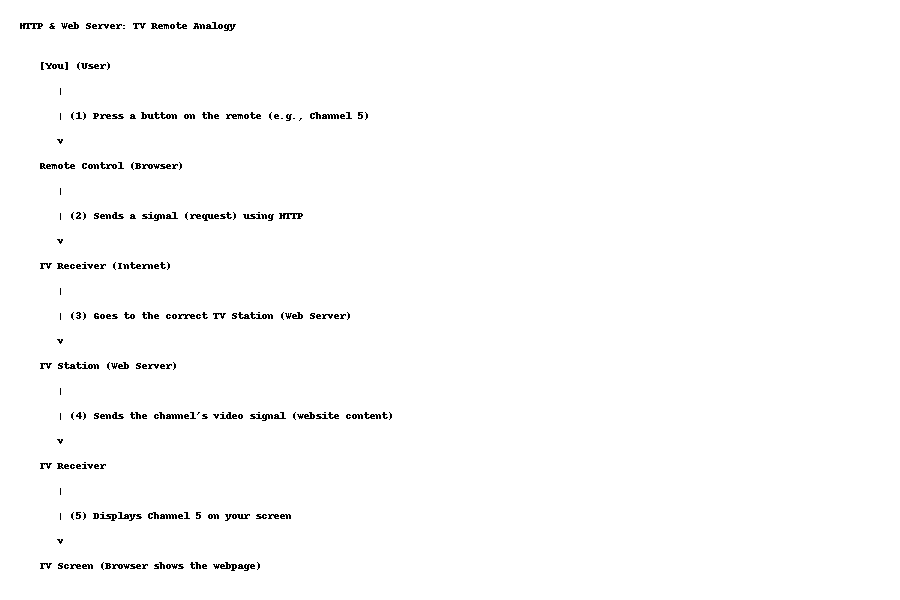 HTTP & Web Server: TV Remote Analogy
[You] (User)
|
| (1) Press a button on the remote (e.g., Channel 5)
v
Remote Control (Browser)
|
| (2) Sends a signal (request) using HTTP
v
TV Receiver (Internet)
|
| (3) Goes to the correct TV Station (Web Server)
v
TV Station (Web Server)
|
| (4) Sends the channel's video signal (website content)
v
TV Receiver
|
| (5) Displays Channel 5 on your screen
v
TV Screen (Browser shows the webpage)